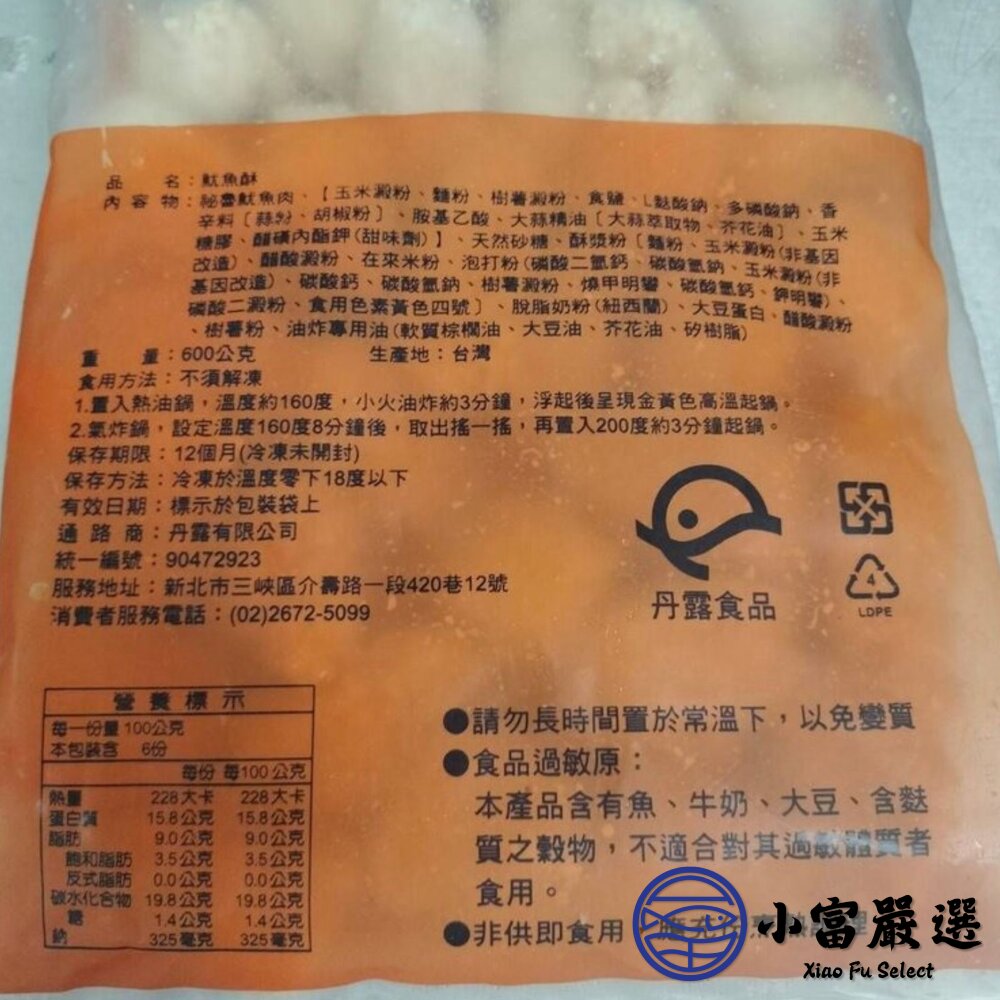 品　　名：魷魚酥
內 容 物：祕魯魷魚肉、【玉米澱粉、麵粉、樹薯澱粉、食鹽、L麩酸鈉、多磷酸鈉、香
辛料〔蒜粉、胡椒粉〕、胺基乙酸、大蒜精油〔大蒜萃取物、芥花油〕、玉米
糖膠、醋磺內酯鉀(甜味劑)】、天然砂糖、酥漿粉〔麵粉、玉米澱粉(非基因
改造)、醋酸澱粉、在來米粉、泡打粉(磷酸二氫鈣、碳酸氫鈉、玉米澱粉(非
基因改造)、碳酸鈣、碳酸氫鈉、樹薯澱粉、燒甲明礬、碳酸氫鈣、鉀明礬)、
磷酸二澱粉、食用色素黃色四號〕、脫脂奶粉(紐西蘭)、大豆蛋白、醋酸澱粉
、樹薯粉、油炸專用油(軟質棕櫚油、大豆油、芥花油、矽樹脂)
重　　量：600公克　　生產地：台灣
食用方法：不須解凍
1.置入熱油鍋，溫度約160度，小火油炸約3分鐘，浮起後呈現金黃色高溫起鍋。
2.氣炸鍋，設定溫度160度8分鐘後，取出搖一搖，再置入200度約3分鐘起鍋。
保存期限：12個月(冷凍未開封)
保存方法：冷凍於溫度零下18度以下
有效日期：標示於包裝袋上
通 路 商：丹露有限公司
統一編號：90472923
服務地址：新北市三峽區介壽路一段420巷12號
消費者服務電話：(02)2672-5099
丹露食品
4
LDPE
營 養 標 示
每一份量 100公克
本包裝含　6份
每份 每100 公克
熱量 228大卡 228大卡
蛋白質 15.8公克 15.8公克
脂肪 9.0公克 9.0公克
飽和脂肪 3.5公克 3.5公克
反式脂肪 0.0公克 0.0公克
碳水化合物 19.8公克 19.8公克
糖 1.4公克 1.4公克
鈉 325毫克 325毫克
●請勿長時間置於常溫下，以免變質
●食品過敏原：
本產品含有魚、牛奶、大豆、含麩
質之穀物，不適合對其過敏體質者
食用。
●非供即食用
小富嚴選
Xiao Fu Select